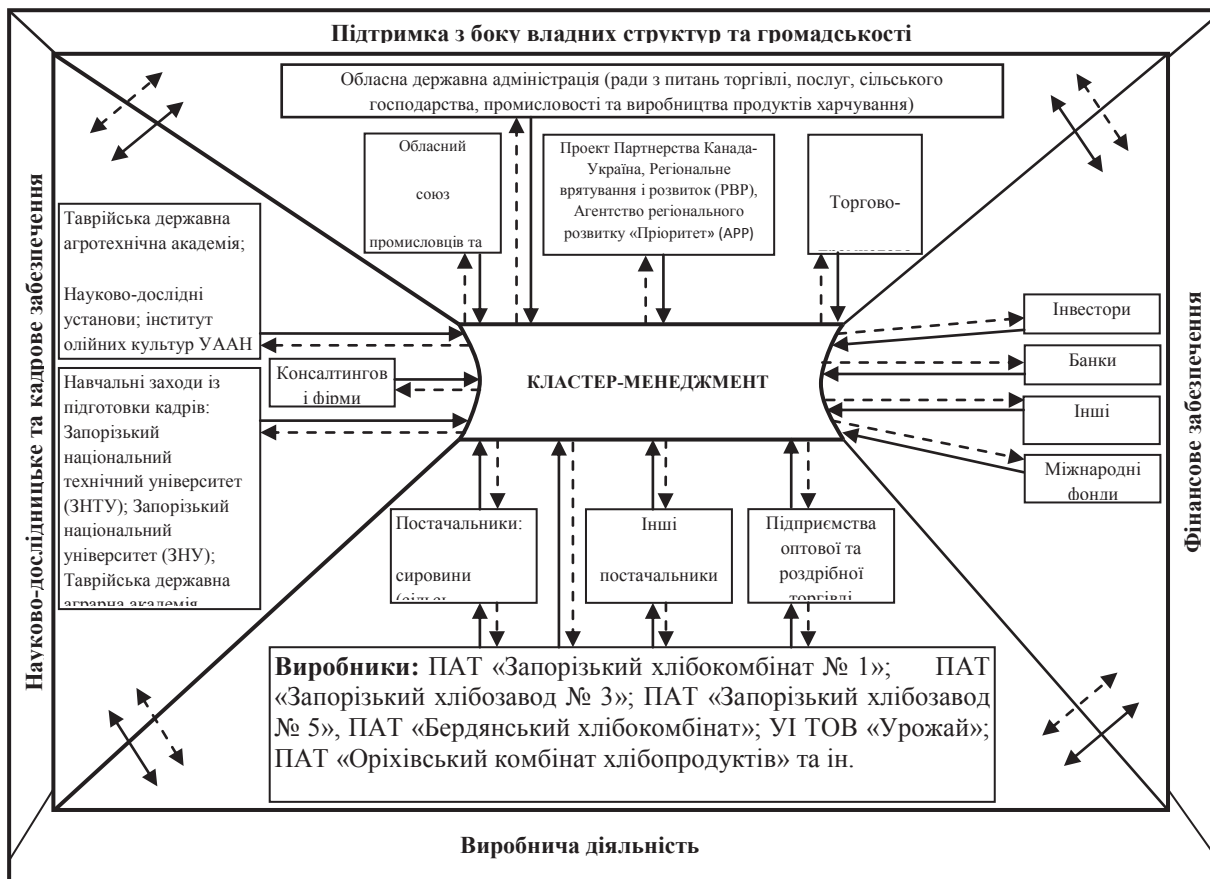 Підтримка з боку владних структур та громадськості
Обласна державна адміністрація (ради з питань торгівлі, послуг, сільського
господарства, промисловості та виробництва продуктів харчування)
Обласний
союз
промисловців та
Проект Партнерства Канада-
Україна, Регіональне
врятування і розвиток (РВР),
Агентство регіонального
розвитку «Пріоритет» (АРР)
Торгово-
Науково-дослідницьке та кадрове забезпечення
Таврійська державна
агротехнічна академія;
Науково-дослідні
установи; інститут
олійних культур УААН
Консалтингов
і фірми
Навчальні заходи із
підготовки кадрів:
Запорізький
національний
технічний університет
(ЗНТУ); Запорізький
національний
університет (ЗНУ);
Таврійська державна
аграрна академія
КЛАСТЕР-МЕНЕДЖМЕНТ
Інвестори
Банки
Інші
Міжнародні
фонди
Фінансове забезпечення
Постачальники:
сировини
Інші
постачальники
Підприємства
оптової та
роздрібної
торгівлі
Виробники: ПАТ «Запорізький хлібокомбінат № 1»; ПАТ
«Запорізький хлібозавод № 3»; ПАТ «Запорізький хлібозавод
№ 5», ПАТ «Бердянський хлібокомбінат»; УІ ТОВ «Урожай»;
ПАТ «Оріхівський комбінат хлібопродуктів» та ін.
Виробнича діяльність